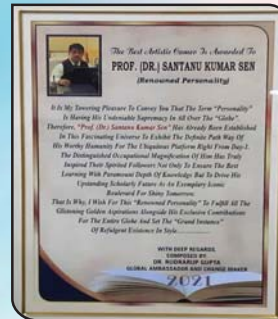 The Best Artistic Cameo Is Awarded To
PROF. (DR.) SANTANU KUMAR SEN
(Renowned Personality)
It Is My Towering Pleasure To Convey You That The Term “Personality”
Is Having His Undeniable Supremacy In All Over The “Globe”.
Therefore, “Prof. (Dr.) Santanu Kumar Sen” Has Already Been Established
In This Fascinating Universe To Exhibit The Definite Path Way Of
His Worthy Humanity For The Ubiquitous Platform Right From Day-1.
The Distinguished Occupational Magnification Of Him Has Truly
Inspired Their Spirited Followers Not Only To Ensure The Best
Learning With Paramount Depth Of Knowledge But To Drive His
Upstanding Scholarly Future As An Exemplary Iconic
Boulevard For Shiny Tomorrow.
That Is Why, I Wish For This “Renowned Personality” To Fulfill All The
Glistening Golden Aspirations Alongside His Exclusive Contributions
For The Entire Globe And Set The “Grand Instance”
Of Refulgent Existence In Style
WITH DEEP REGARDS,
COMPOSED BY
DR. RUDRARUP GUPTA
GLOBAL AMBASSADOR AND CHANGE MAKER
2021